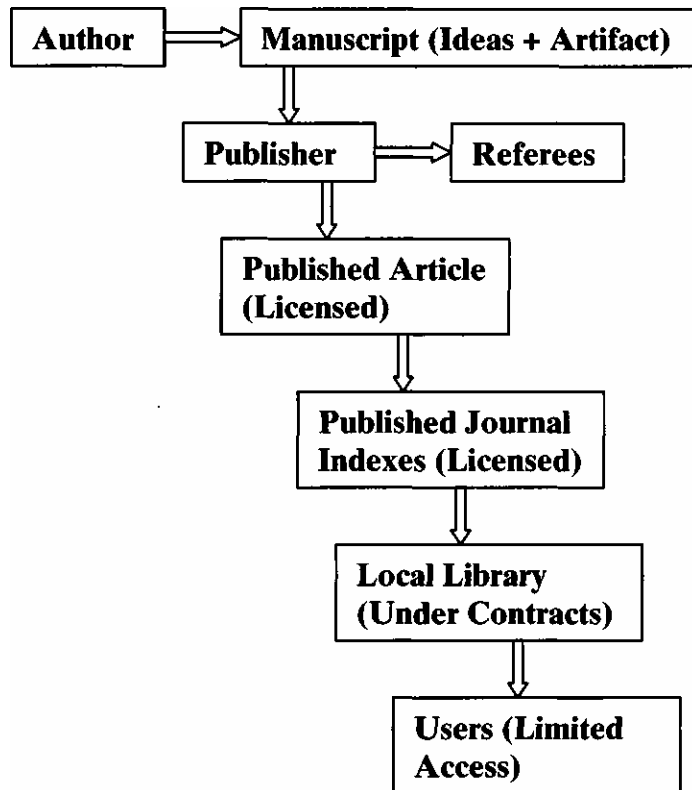 Author
Manuscript (Ideas + Artifact)
Publisher
Referees
Published Article
(Licensed)
Published Journal
Indexes (Licensed)
Local Library
(Under Contracts)
Users (Limited
Access)